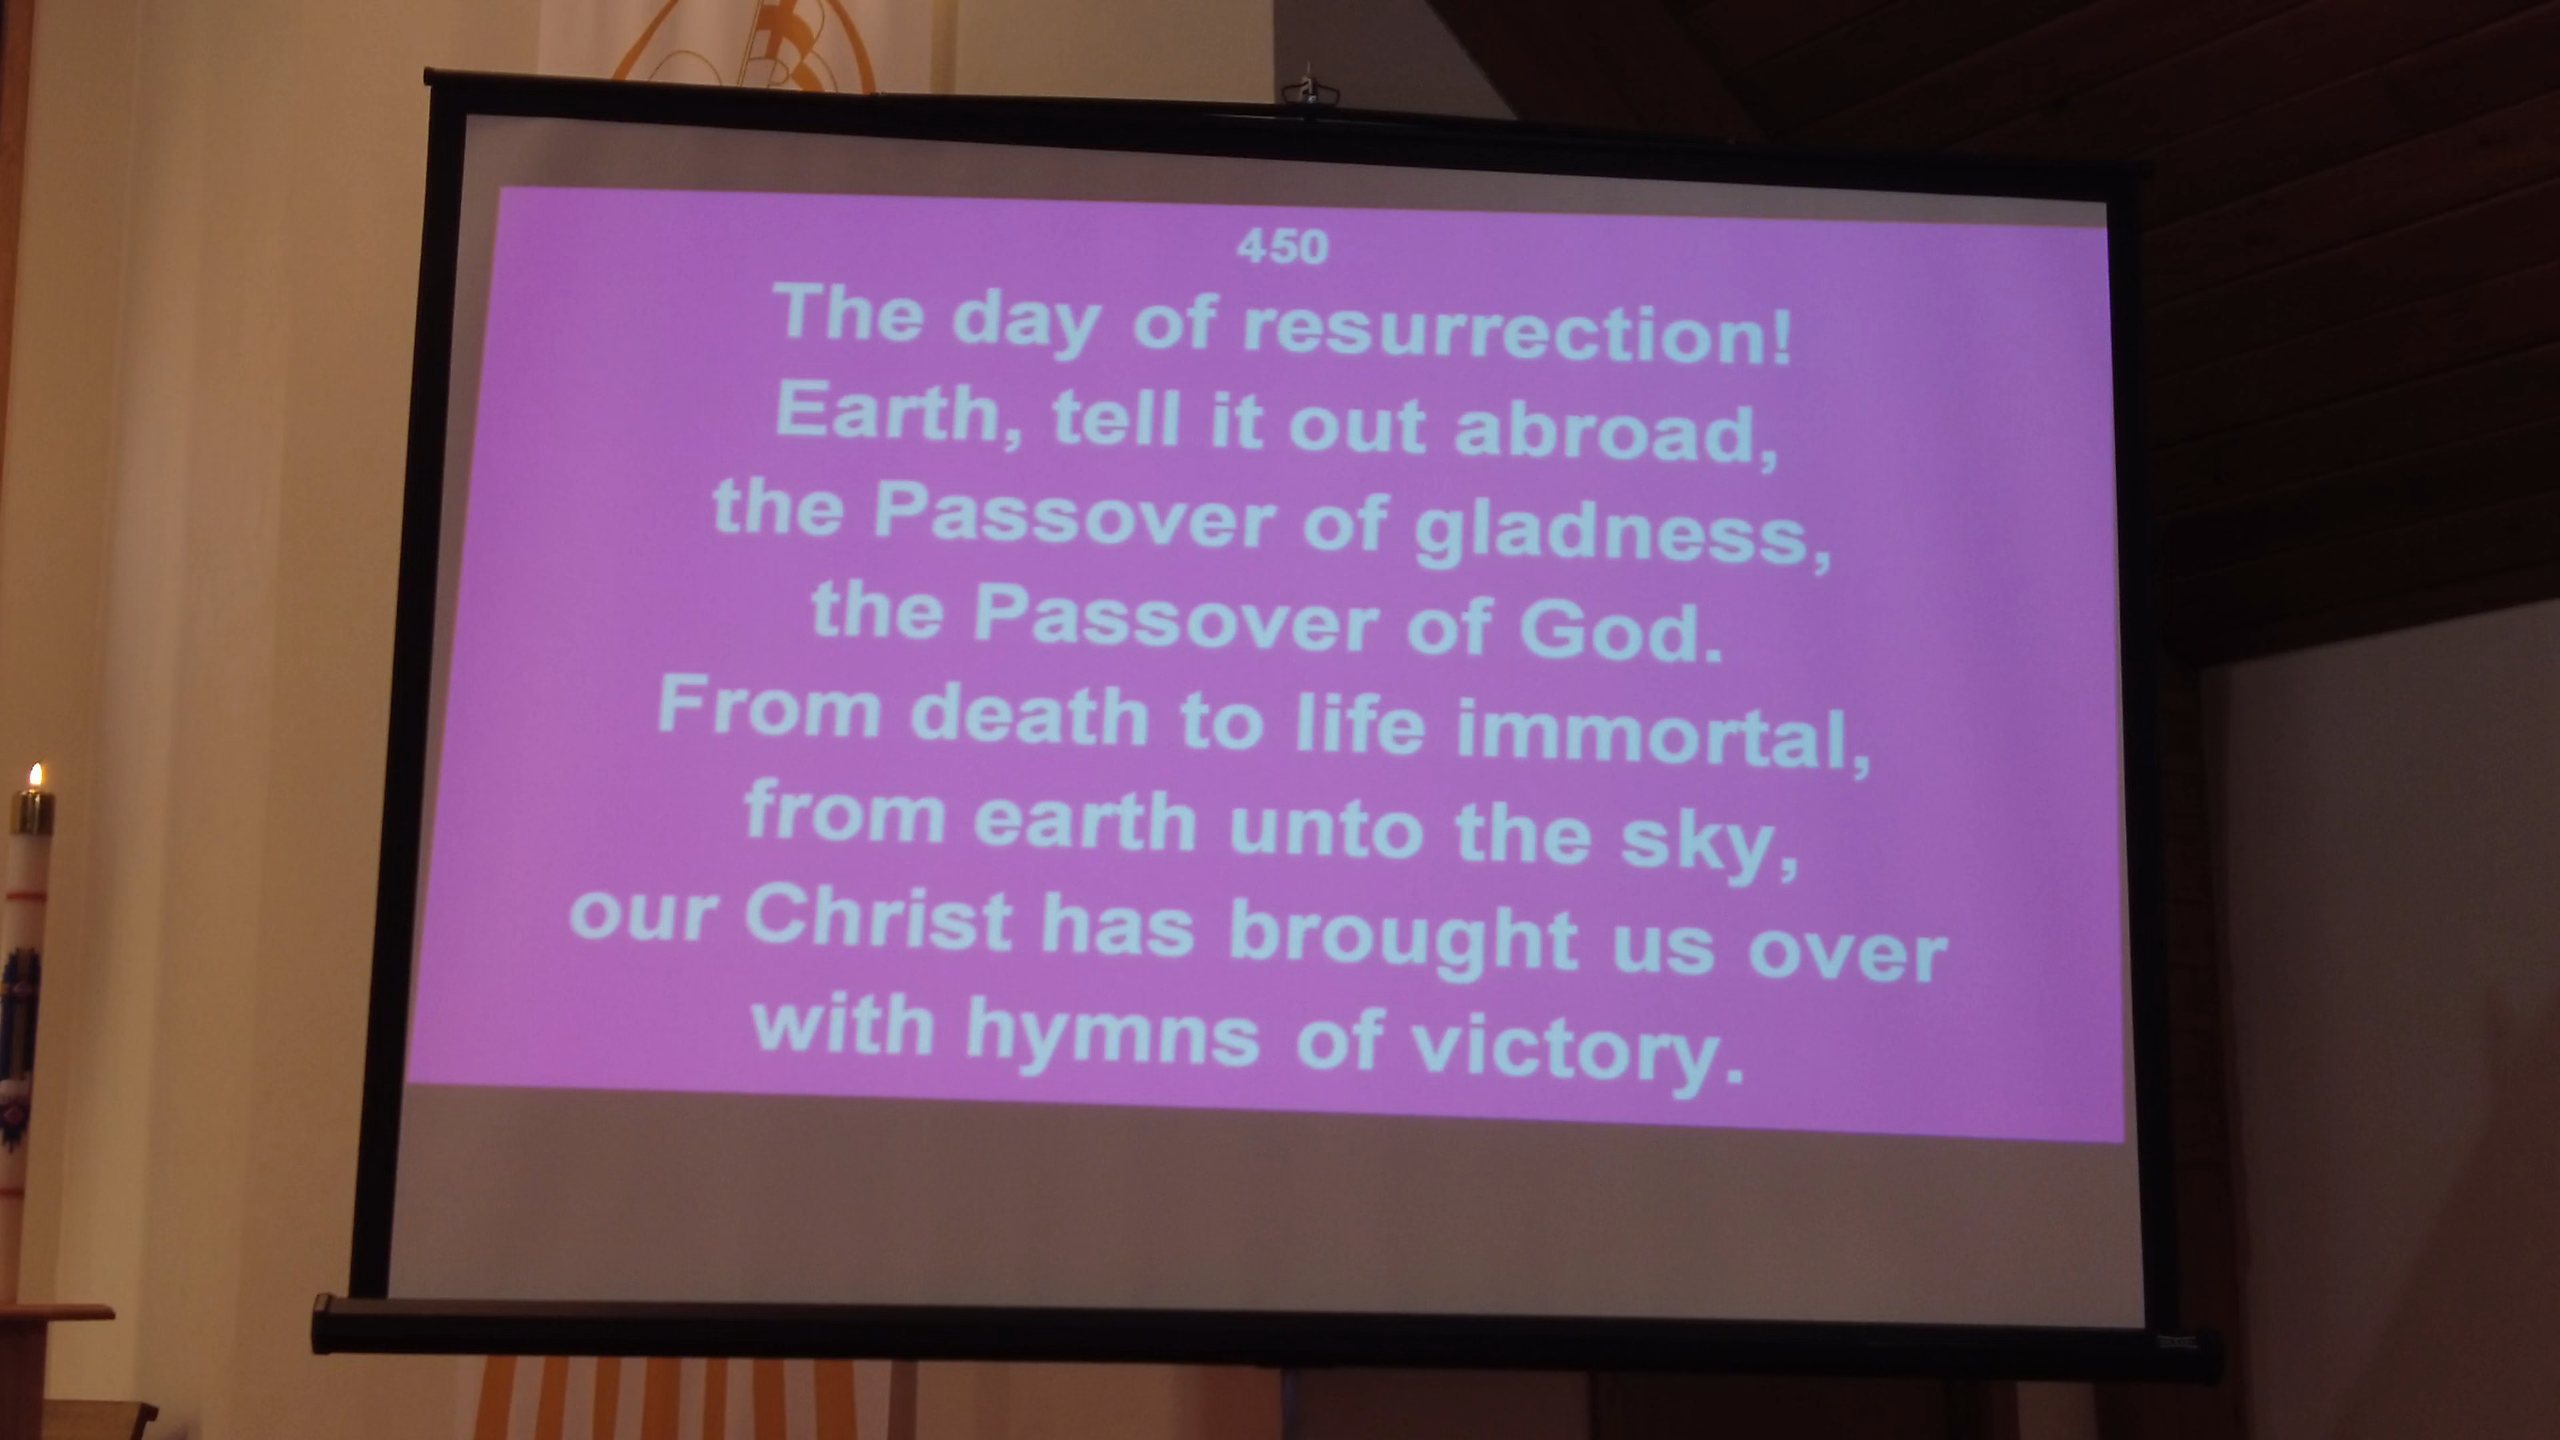 450
The day of resurrection!
Earth, tell it out abroad,
the Passover of gladness,
the Passover of God.
From death to life immortal,
from earth unto the sky,
our Christ has brought us over
with hymns of victory.